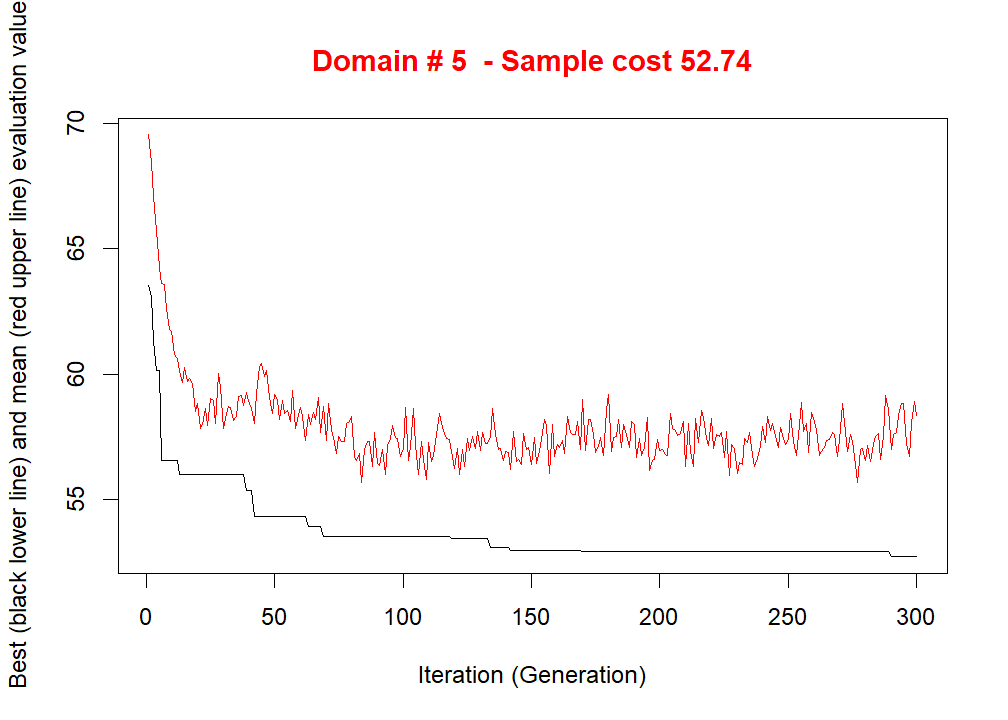 Domain # 5  - Sample cost 52.74
Best (black lower line) and mean (red upper line) evaluation value
70
65
60
55
0 50 100 150 200 250 300
Iteration (Generation)